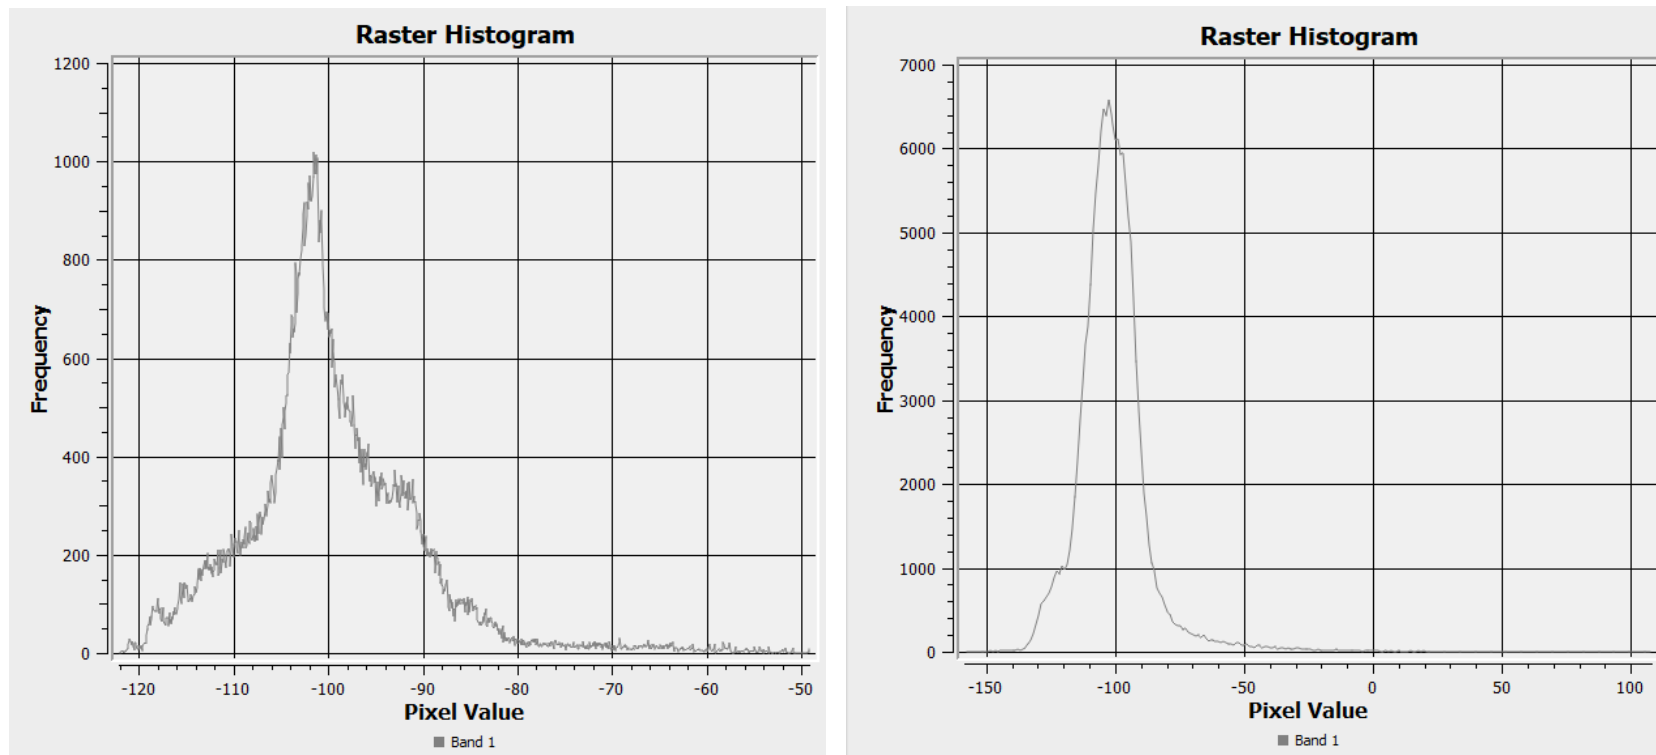 Raster Histogram
1200
1000
800
600
400
200
0
Frequency
-120 -110 -100 -90 -80 -70 -60 -50
Pixel Value
Band 1
Raster Histogram
7000
6000
5000
4000
3000
2000
1000
0
Frequency
-150 -100 -50 0 50 100
Pixel Value
Band 1